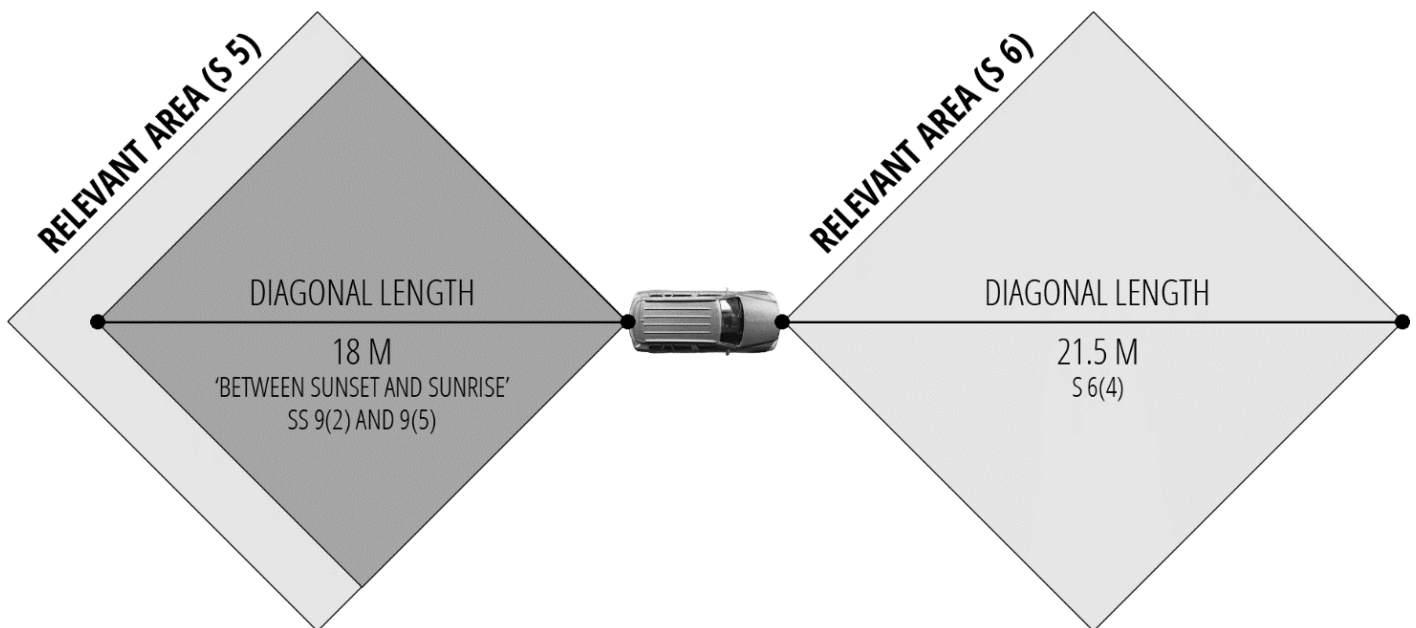 RELEVANT AREA (S 5)
DIAGONAL LENGTH
18 M
‘BETWEEN SUNSET AND SUNRISE’
SS 9(2) AND 9(5)
RELEVANT AREA (S 6)
DIAGONAL LENGTH
21.5 M
S 6(4)